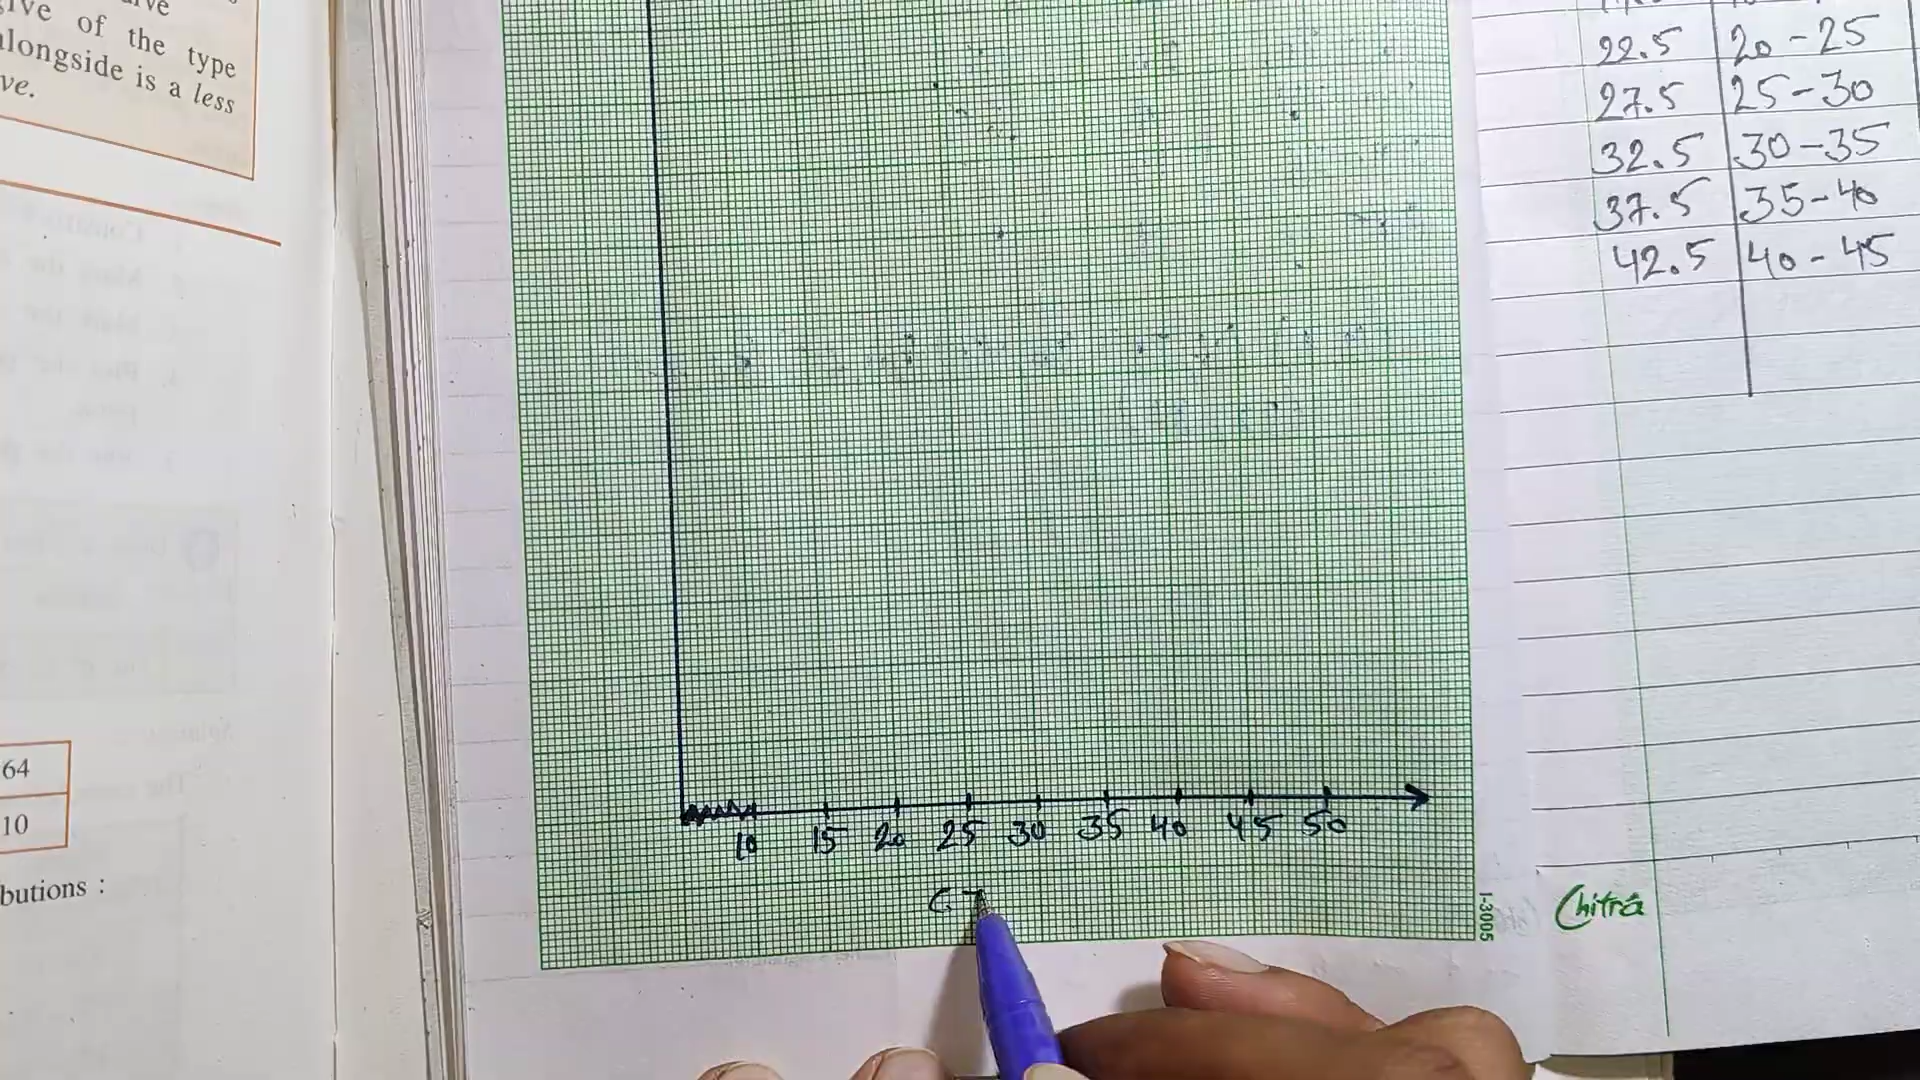 of the type
alongside is a less
ve.
64
10
butions :
22.5 20-25
27.5 25-30
32.5 30-35
37.5 35-40
42.5 40-45
10 15 20 25 30 35 40 45 50
I-3005
Chitra